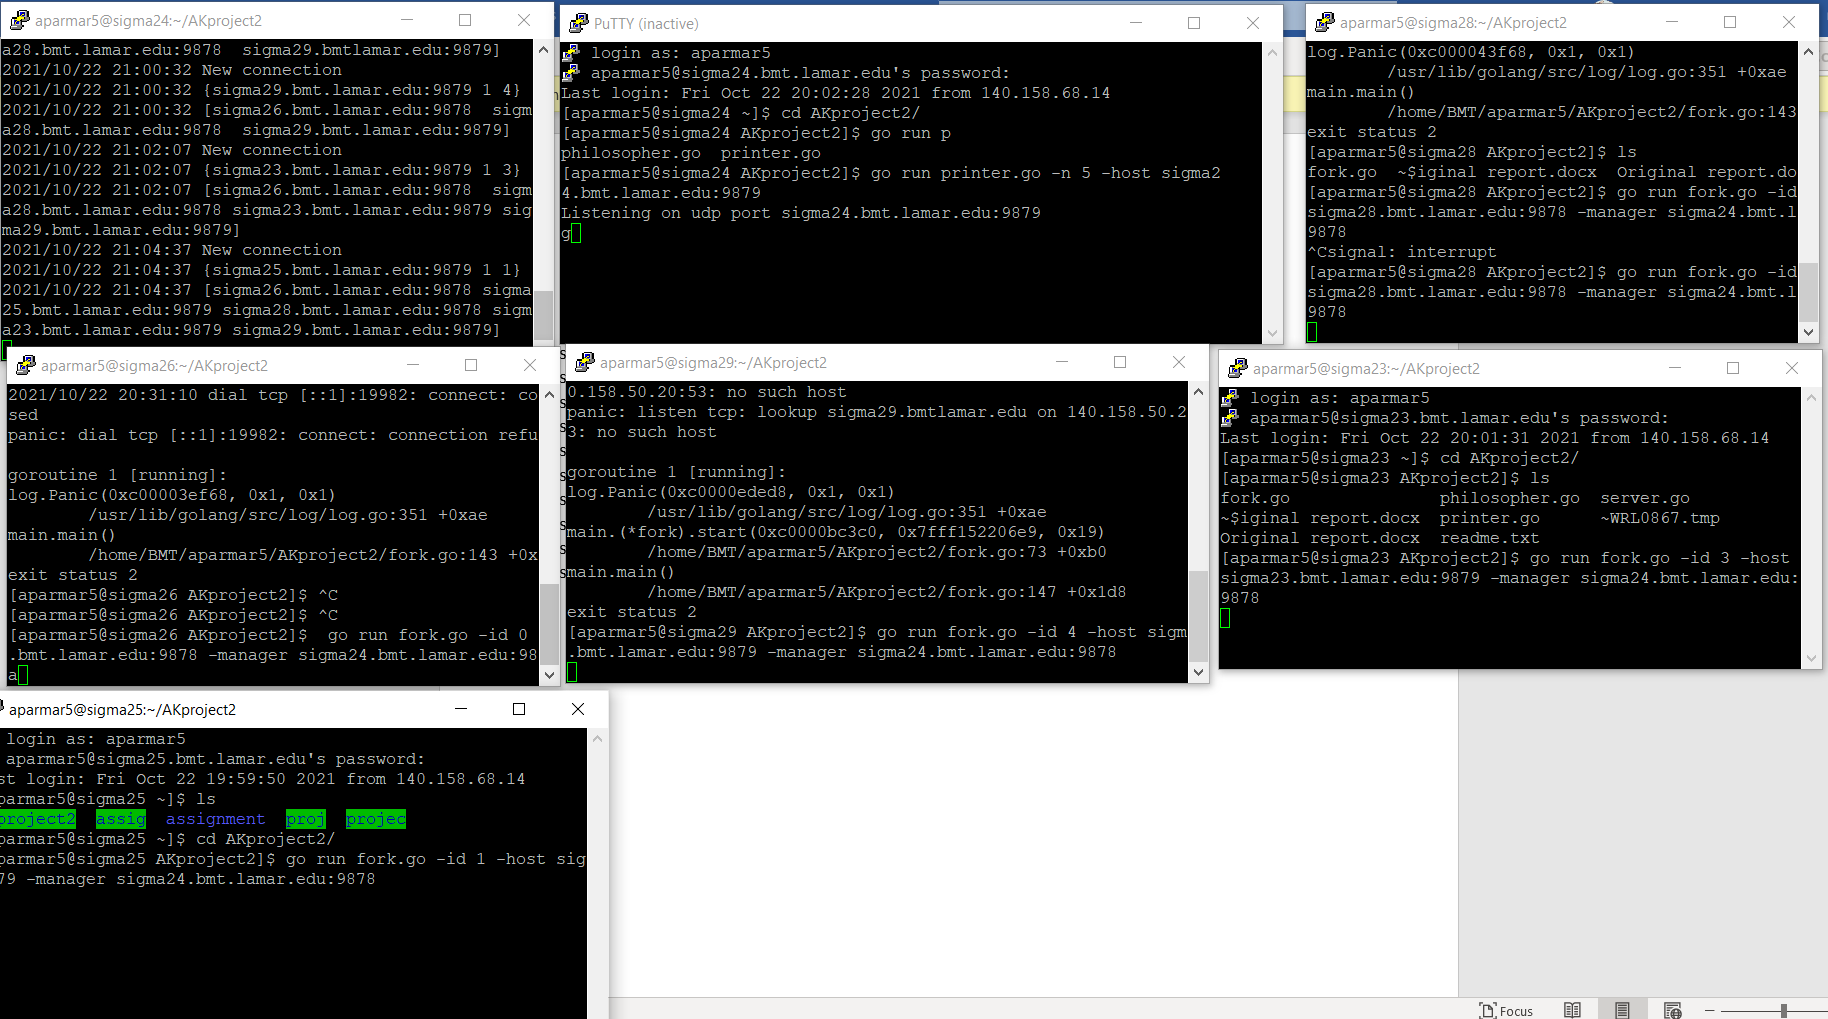 aparmar5@sigma24:~/AKproject2
a28.bmt.lamar.edu:9878  sigma29.bmtlamar.edu:9879]
2021/10/22 21:00:32 New connection
2021/10/22 21:00:32 {sigma29.bmt.lamar.edu:9879 1 4}
2021/10/22 21:00:32 [sigma26.bmt.lamar.edu:9878  sigm
a28.bmt.lamar.edu:9878  sigma29.bmt.lamar.edu:9879]
2021/10/22 21:02:07 New connection
2021/10/22 21:02:07 {sigma23.bmt.lamar.edu:9879 1 3}
2021/10/22 21:02:07 [sigma26.bmt.lamar.edu:9878  sigm
a28.bmt.lamar.edu:9878 sigma23.bmt.lamar.edu:9879 sig
ma29.bmt.lamar.edu:9879]
2021/10/22 21:04:37 New connection
2021/10/22 21:04:37 {sigma25.bmt.lamar.edu:9879 1 1}
2021/10/22 21:04:37 [sigma26.bmt.lamar.edu:9878 sigma
25.bmt.lamar.edu:9879 sigma28.bmt.lamar.edu:9878 sigm
a23.bmt.lamar.edu:9879 sigma29.bmt.lamar.edu:9879]
PuTTY (inactive)
login as: aparmar5
aparmar5@sigma24.bmt.lamar.edu's password:
Last login: Fri Oct 22 20:02:28 2021 from 140.158.68.14
[aparmar5@sigma24 ~]$ cd AKproject2/
[aparmar5@sigma24 AKproject2]$ go run p
philosopher.go  printer.go
[aparmar5@sigma24 AKproject2]$ go run printer.go -n 5 -host sigma2
4.bmt.lamar.edu:9879
Listening on udp port sigma24.bmt.lamar.edu:9879
g
aparmar5@sigma28:~/AKproject2
log.Panic(0xc000043f68, 0x1, 0x1)
/usr/lib/golang/src/log/log.go:351 +0xae
main.main()
/home/BMT/aparmar5/AKproject2/fork.go:143
exit status 2
[aparmar5@sigma28 AKproject2]$ ls
fork.go  ~$iginal report.docx  Original report.do
[aparmar5@sigma28 AKproject2]$ go run fork.go -id
sigma28.bmt.lamar.edu:9878 -manager sigma24.bmt.l
9878
^Csignal: interrupt
[aparmar5@sigma28 AKproject2]$ go run fork.go -id
sigma28.bmt.lamar.edu:9878 -manager sigma24.bmt.l
9878
aparmar5@sigma26:~/AKproject2
2021/10/22 20:31:10 dial tcp [::1]:19982: connect: co
sed
panic: dial tcp [::1]:19982: connect: connection refu
goroutine 1 [running]:
log.Panic(0xc00003ef68, 0x1, 0x1)
/usr/lib/golang/src/log/log.go:351 +0xae
main.main()
/home/BMT/aparmar5/AKproject2/fork.go:143 +0x
exit status 2
[aparmar5@sigma26 AKproject2]$ ^C
[aparmar5@sigma26 AKproject2]$ ^C
[aparmar5@sigma26 AKproject2]$  go run fork.go -id 0
.bmt.lamar.edu:9878 -manager sigma24.bmt.lamar.edu:98
a
aparmar5@sigma29:~/AKproject2
0.158.50.20:53: no such host
panic: listen tcp: lookup sigma29.bmtlamar.edu on 140.158.50.2
3: no such host
goroutine 1 [running]:
log.Panic(0xc0000eded8, 0x1, 0x1)
/usr/lib/golang/src/log/log.go:351 +0xae
main.(*fork).start(0xc0000bc3c0, 0x7fff152206e9, 0x19)
/home/BMT/aparmar5/AKproject2/fork.go:73 +0xb0
main.main()
/home/BMT/aparmar5/AKproject2/fork.go:147 +0x1d8
exit status 2
[aparmar5@sigma29 AKproject2]$ go run fork.go -id 4 -host sigm
.bmt.lamar.edu:9879 -manager sigma24.bmt.lamar.edu:9878
aparmar5@sigma23:~/AKproject2
login as: aparmar5
aparmar5@sigma23.bmt.lamar.edu's password:
Last login: Fri Oct 22 20:01:31 2021 from 140.158.68.14
[aparmar5@sigma23 ~]$ cd AKproject2/
[aparmar5@sigma23 AKproject2]$ ls
fork.go               philosopher.go  server.go
~$iginal report.docx  printer.go      ~WRL0867.tmp
Original report.docx  readme.txt
[aparmar5@sigma23 AKproject2]$ go run fork.go -id 3 -host
sigma23.bmt.lamar.edu:9879 -manager sigma24.bmt.lamar.edu:
9878
aparmar5@sigma25:~/AKproject2
login as: aparmar5
aparmar5@sigma25.bmt.lamar.edu's password:
st login: Fri Oct 22 19:59:50 2021 from 140.158.68.14
parmar5@sigma25 ~]$ ls
project2  assig  assignment  proj  projec
parmar5@sigma25 ~]$ cd AKproject2/
parmar5@sigma25 AKproject2]$ go run fork.go -id 1 -host sig
79 -manager sigma24.bmt.lamar.edu:9878
Focus